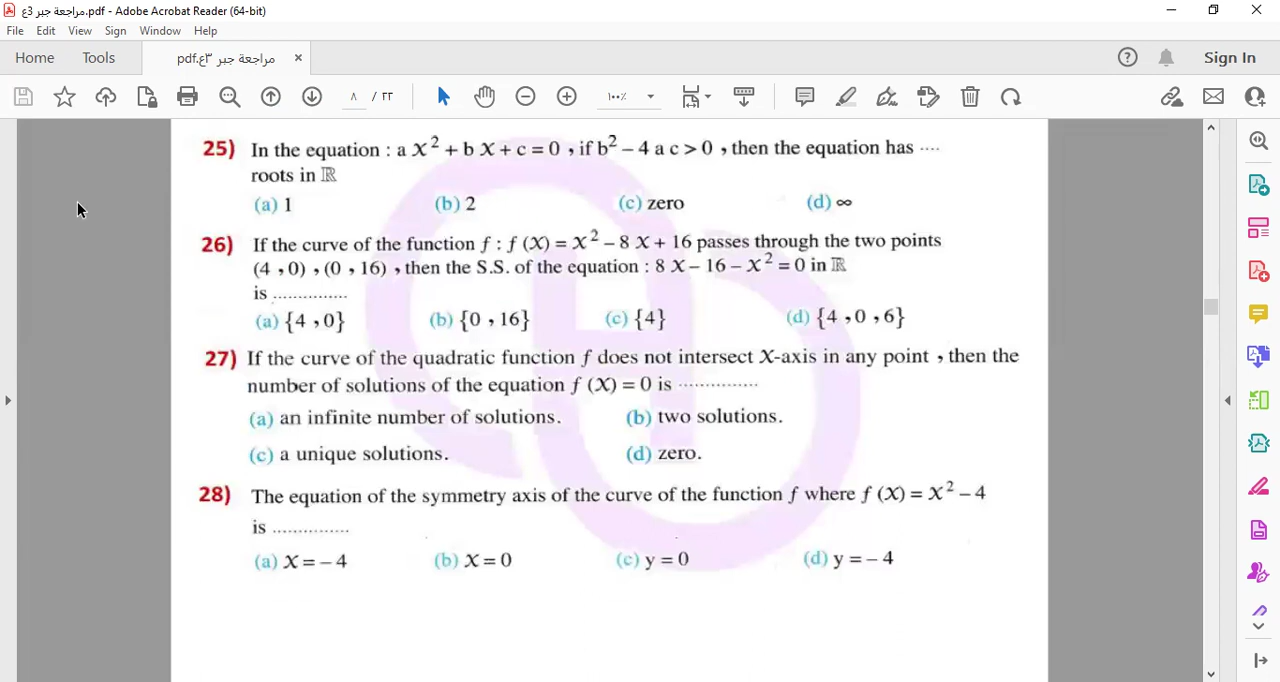 مراجعة جبر 3ع.pdf - Adobe Acrobat Reader (64-bit)
File Edit View Sign Window Help
Home Tools مراجعة جبر ٣ع.pdf × Sign In
٨ / ٢٣ ١٠٠٪
25) In the equation : a X² + b X + c = 0 , if b² – 4 a c > 0 , then the equation has ····
roots in ℝ
(a) 1 (b) 2 (c) zero (d) ∞
26) If the curve of the function f : f (X) = X² – 8 X + 16 passes through the two points
(4 , 0) , (0 , 16) , then the S.S. of the equation : 8 X – 16 – X² = 0 in ℝ
is ...............
(a) {4 , 0} (b) {0 , 16} (c) {4} (d) {4 , 0 , 6}
27) If the curve of the quadratic function f does not intersect X-axis in any point , then the
number of solutions of the equation f (X) = 0 is ···············
(a) an infinite number of solutions. (b) two solutions.
(c) a unique solutions. (d) zero.
28) The equation of the symmetry axis of the curve of the function f where f (X) = X² – 4
is ...............
(a) X = – 4 (b) X = 0 (c) y = 0 (d) y = – 4